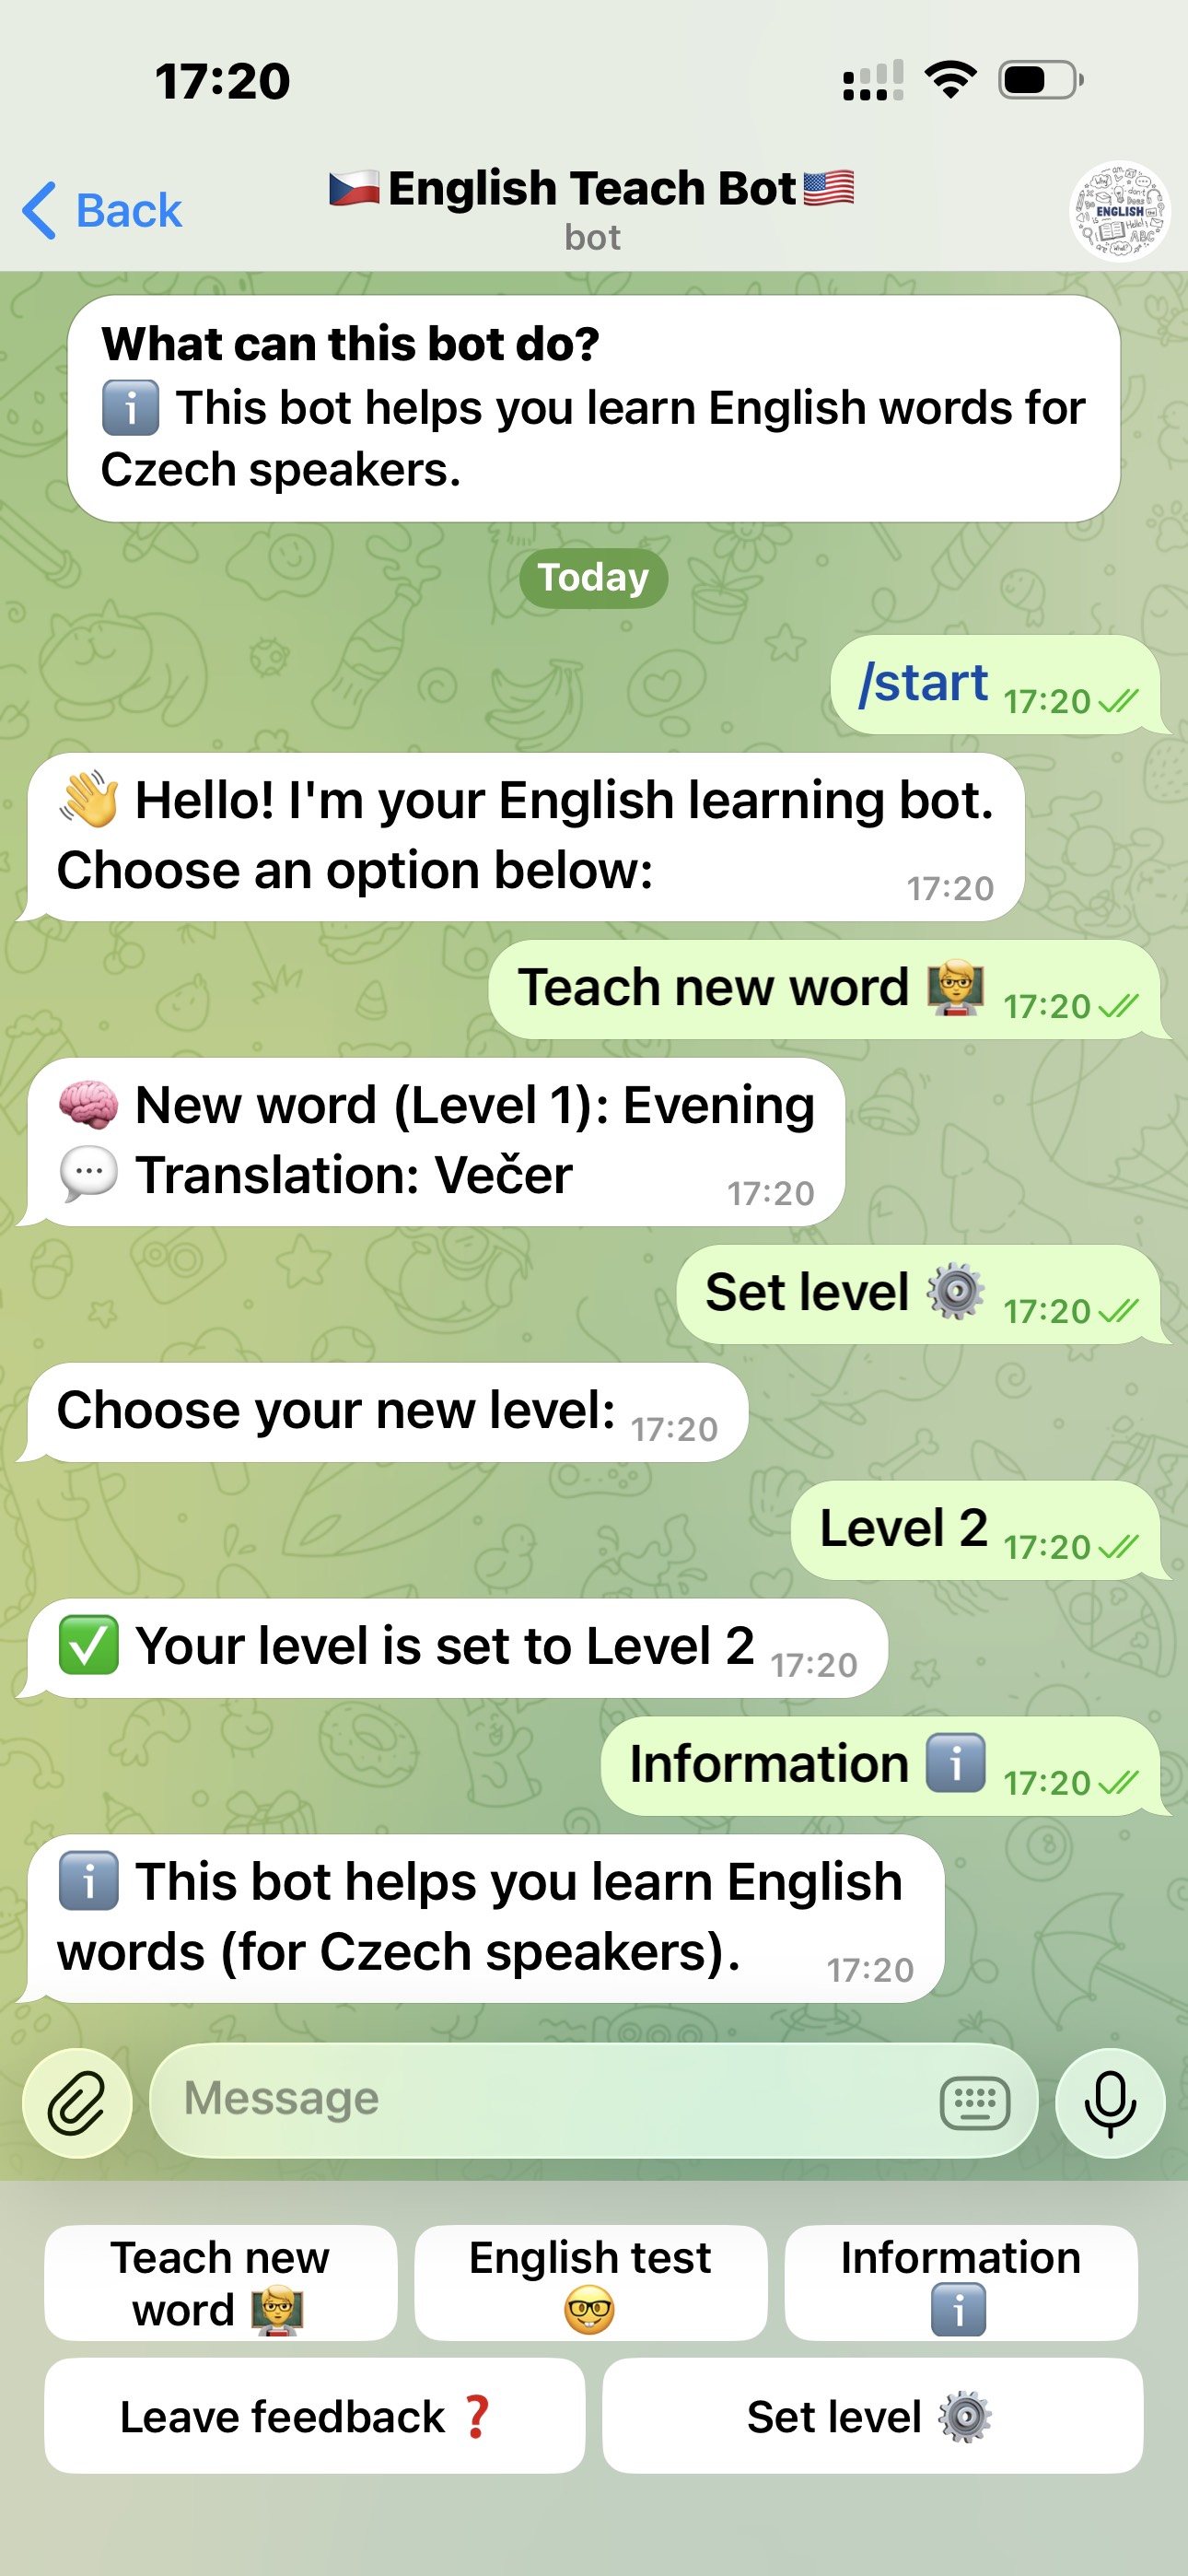 17:20
Back
🇨🇿English Teach Bot🇺🇸
bot
ENGLISH
What can this bot do?
ℹ️ This bot helps you learn English words for
Czech speakers.
Today
/start 17:20
👋 Hello! I'm your English learning bot.
Choose an option below: 17:20
Teach new word 👨‍🏫 17:20
🧠 New word (Level 1): Evening
💬 Translation: Večer 17:20
Set level ⚙️ 17:20
Choose your new level: 17:20
Level 2 17:20
✅ Your level is set to Level 2 17:20
Information ℹ️ 17:20
ℹ️ This bot helps you learn English
words (for Czech speakers). 17:20
Message
Teach new
word 👨‍🏫
English test
🤓
Information
ℹ️
Leave feedback ❓
Set level ⚙️